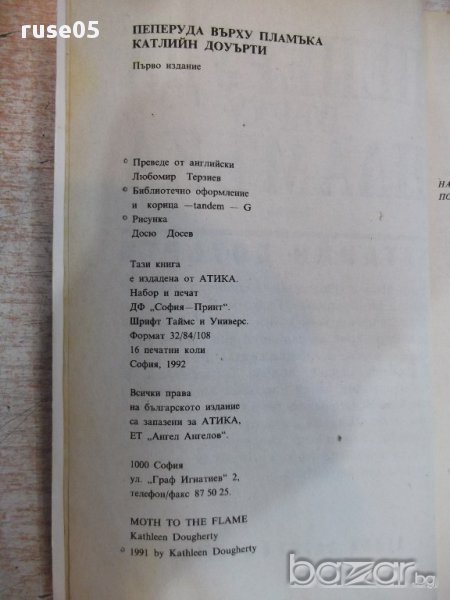 ruse05
ПЕПЕРУДА ВЪРХУ ПЛАМЪКА
КАТЛИЙН ДОУЪРТИ
Първо издание
© Преведе от английски
Любомир Терзиев
© Библиотечно оформление
и корица —tandem — G
© Рисунка
Досю Досев
Тази книга
е издадена от АТИКА.
Набор и печат
ДФ „София—Принт".
Шрифт Таймс и Универс.
Формат 32/84/108
16 печатни коли
София, 1992
Всички права
на българското издание
са запазени за АТИКА,
ЕТ „Ангел Ангелов".
1000 София
ул. „Граф Игнатиев" 2,
телефон/факс 87 50 25.
MOTH TO THE FLAME
Kathleen Dougherty
© 1991 by Kathleen Dougherty
НА
ПО
bazar.bg